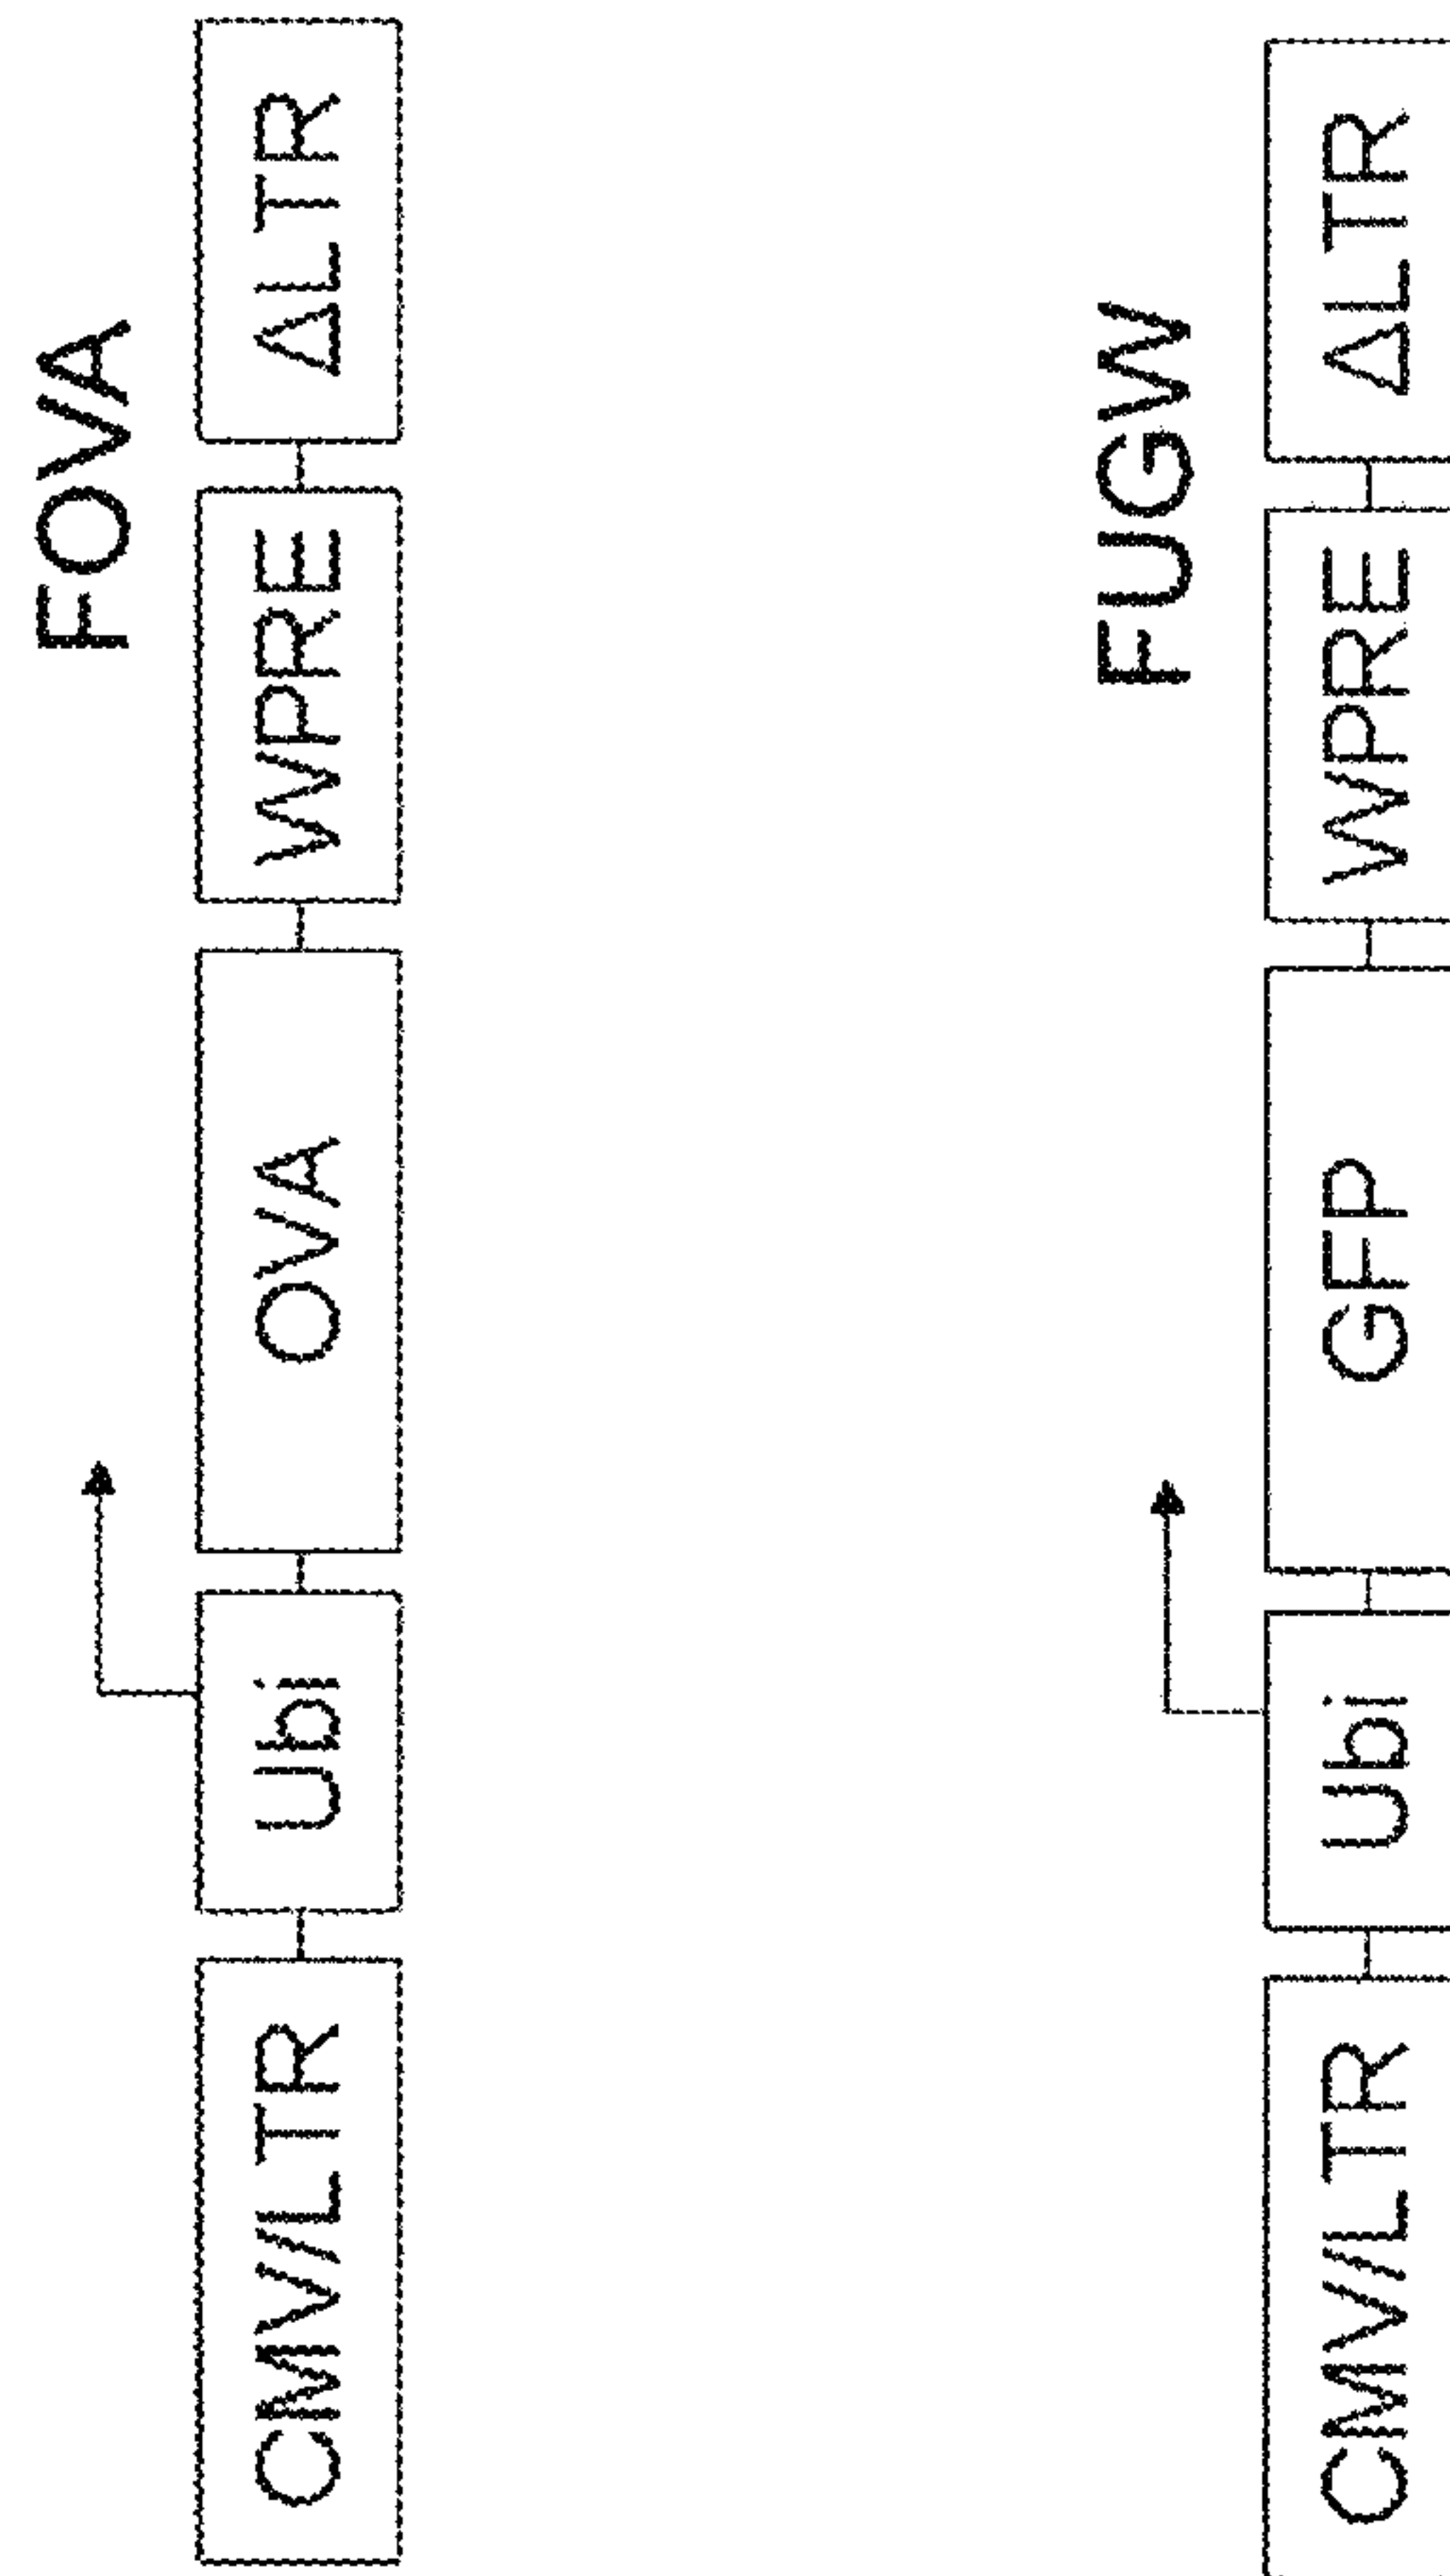 FOVA
CMV/LTR Ubi OVA WPRE ΔLTR
FUGW
CMV/LTR Ubi GFP WPRE ΔLTR